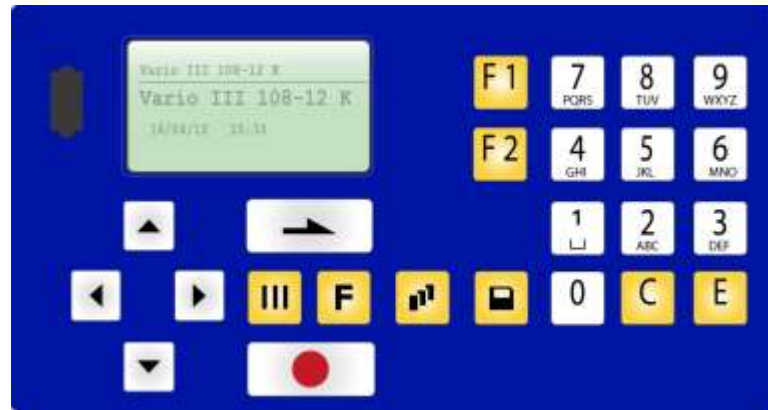 Vario III 108-12 K
Vario III 108-12 K
F1
7
PQRS
8
TUV
9
WXYZ
F2
4
GHI
5
JKL
6
MNO
1
2
ABC
3
DEF
III
F
0
C
E